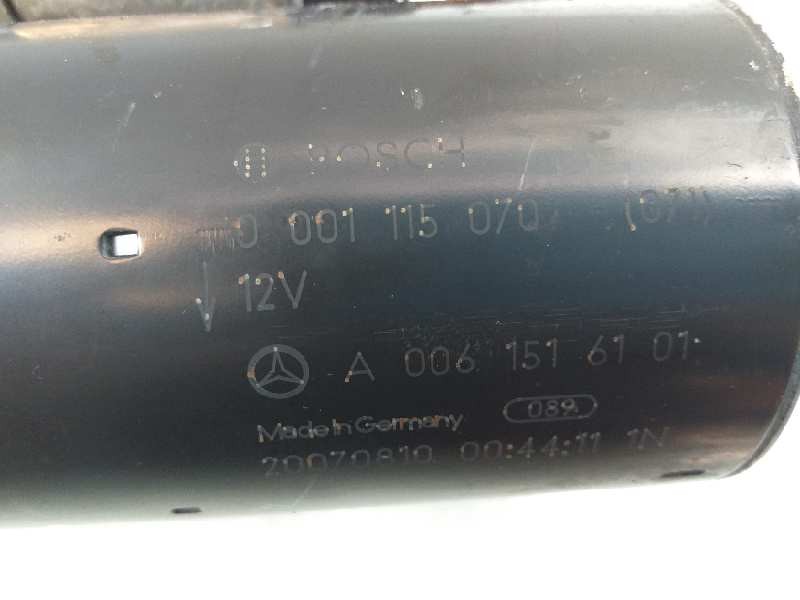 BOSCH
0 001 115 070 (071)
12V
A 006 151 61 01
Made in Germany 089
20070810 00:44:11 1N